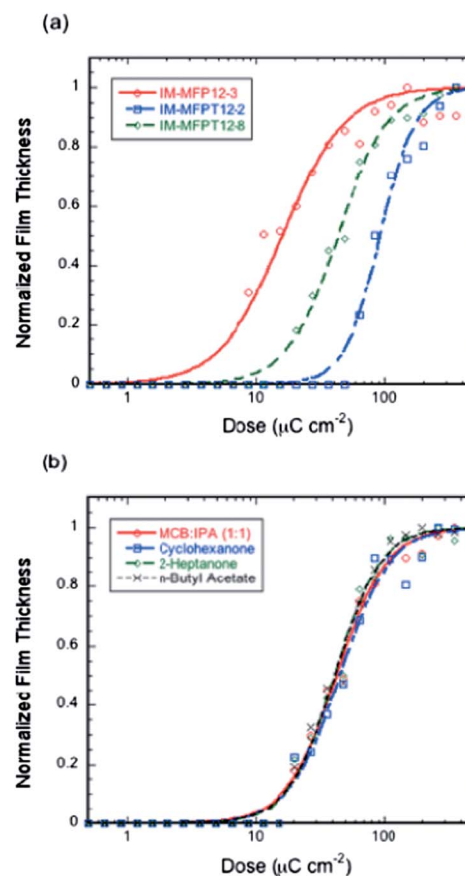 (a)
IM-MFP12-3
IM-MFPT12-2
IM-MFPT12-8
Normalized Film Thickness
1
0.8
0.6
0.4
0.2
0
1
10
100
Dose (μC cm⁻²)
(b)
MCB:IPA (1:1)
Cyclohexanone
2-Heptanone
n-Butyl Acetate
Normalized Film Thickness
1
0.8
0.6
0.4
0.2
0
1
10
100
Dose (μC cm⁻²)